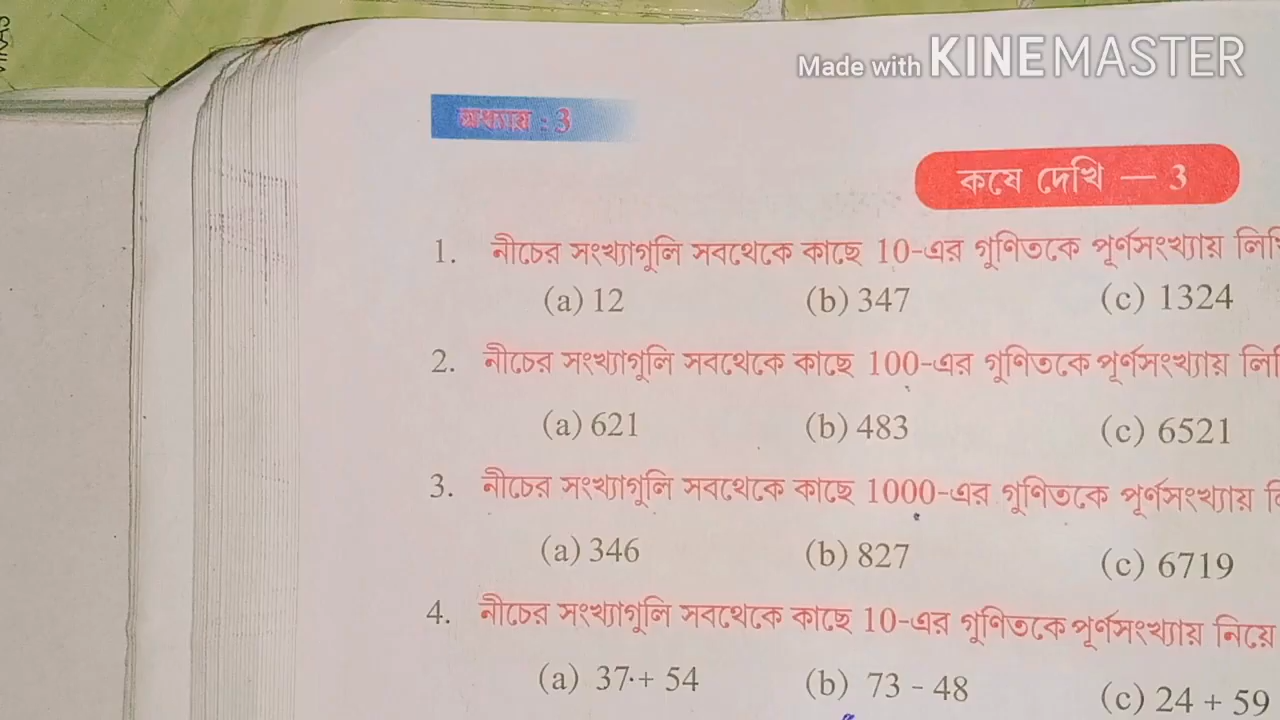 Made with KINEMASTER
অধ্যায় : 3
কষে দেখি — 3
1. নীচের সংখ্যাগুলি সবথেকে কাছে 10-এর গুণিতকে পূর্ণসংখ্যায়
(a) 12 (b) 347 (c) 1324
2. নীচের সংখ্যাগুলি সবথেকে কাছে 100-এর গুণিতকে পূর্ণসংখ্যায়
(a) 621 (b) 483 (c) 6521
3. নীচের সংখ্যাগুলি সবথেকে কাছে 1000-এর গুণিতকে পূর্ণসংখ্যায়
(a) 346 (b) 827 (c) 6719
4. নীচের সংখ্যাগুলি সবথেকে কাছে 10-এর গুণিতকে পূর্ণসংখ্যায় নিয়ে
(a) 37 + 54 (b) 73 - 48 (c) 24 + 59